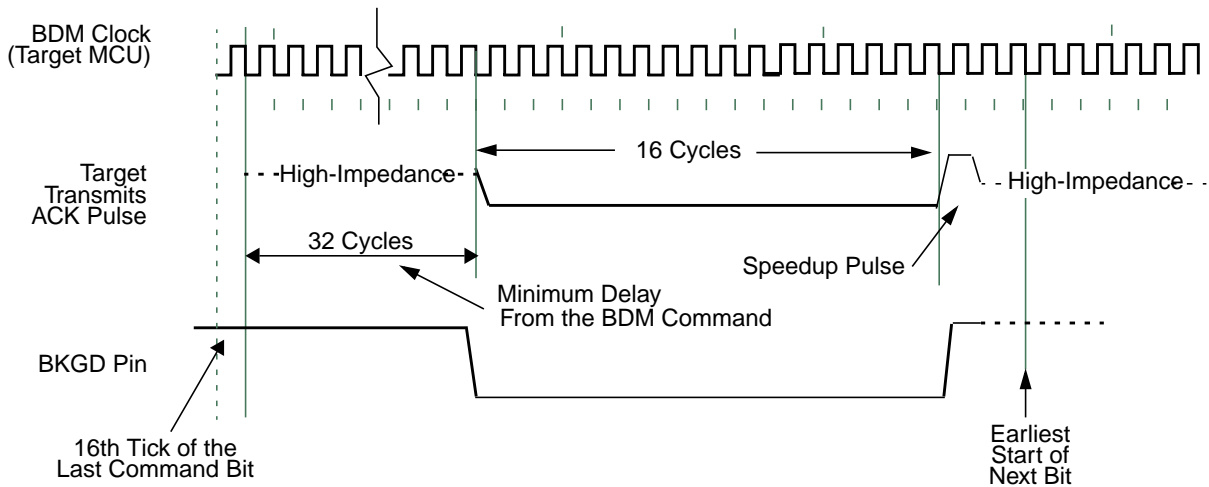 BDM Clock
(Target MCU)
16 Cycles
Target
Transmits
ACK Pulse
High-Impedance
High-Impedance
32 Cycles
Speedup Pulse
Minimum Delay
From the BDM Command
BKGD Pin
16th Tick of the
Last Command Bit
Earliest
Start of
Next Bit